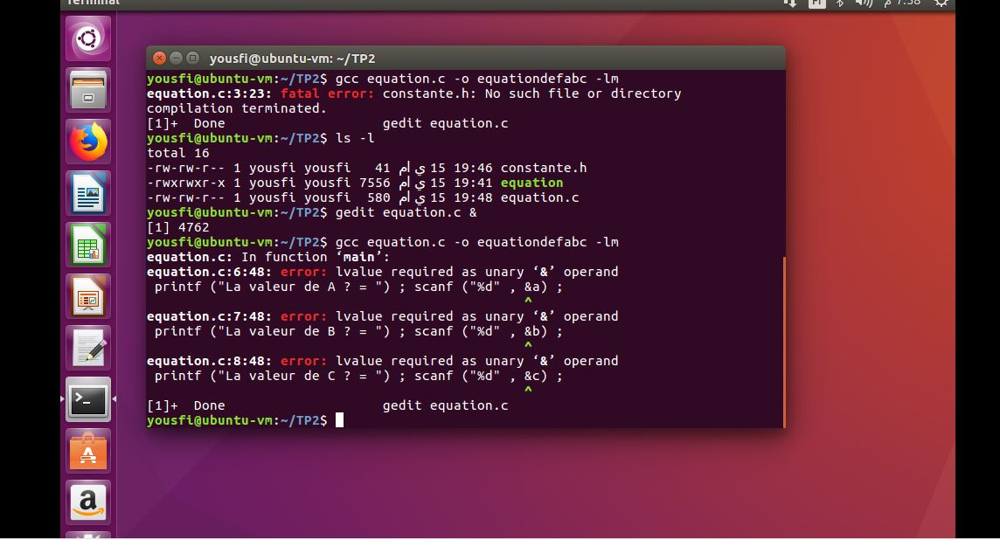 Terminal
م 7:38
yousfi@ubuntu-vm: ~/TP2
yousfi@ubuntu-vm:~/TP2$ gcc equation.c -o equationdefabc -lm
equation.c:3:23: fatal error: constante.h: No such file or directory
compilation terminated.
[1]+  Done                    gedit equation.c
yousfi@ubuntu-vm:~/TP2$ ls -l
total 16
-rw-rw-r-- 1 yousfi yousfi   41 ي أم 15 19:46 constante.h
-rwxrwxr-x 1 yousfi yousfi 7556 ي أم 15 19:41 equation
-rw-rw-r-- 1 yousfi yousfi  580 ي أم 15 19:48 equation.c
yousfi@ubuntu-vm:~/TP2$ gedit equation.c &
[1] 4762
yousfi@ubuntu-vm:~/TP2$ gcc equation.c -o equationdefabc -lm
equation.c: In function ‘main’:
equation.c:6:48: error: lvalue required as unary ‘&’ operand
 printf ("La valeur de A ? = ") ; scanf ("%d" , &a) ;
                                                ^
equation.c:7:48: error: lvalue required as unary ‘&’ operand
 printf ("La valeur de B ? = ") ; scanf ("%d" , &b) ;
                                                ^
equation.c:8:48: error: lvalue required as unary ‘&’ operand
 printf ("La valeur de C ? = ") ; scanf ("%d" , &c) ;
                                                ^
[1]+  Done                    gedit equation.c
yousfi@ubuntu-vm:~/TP2$